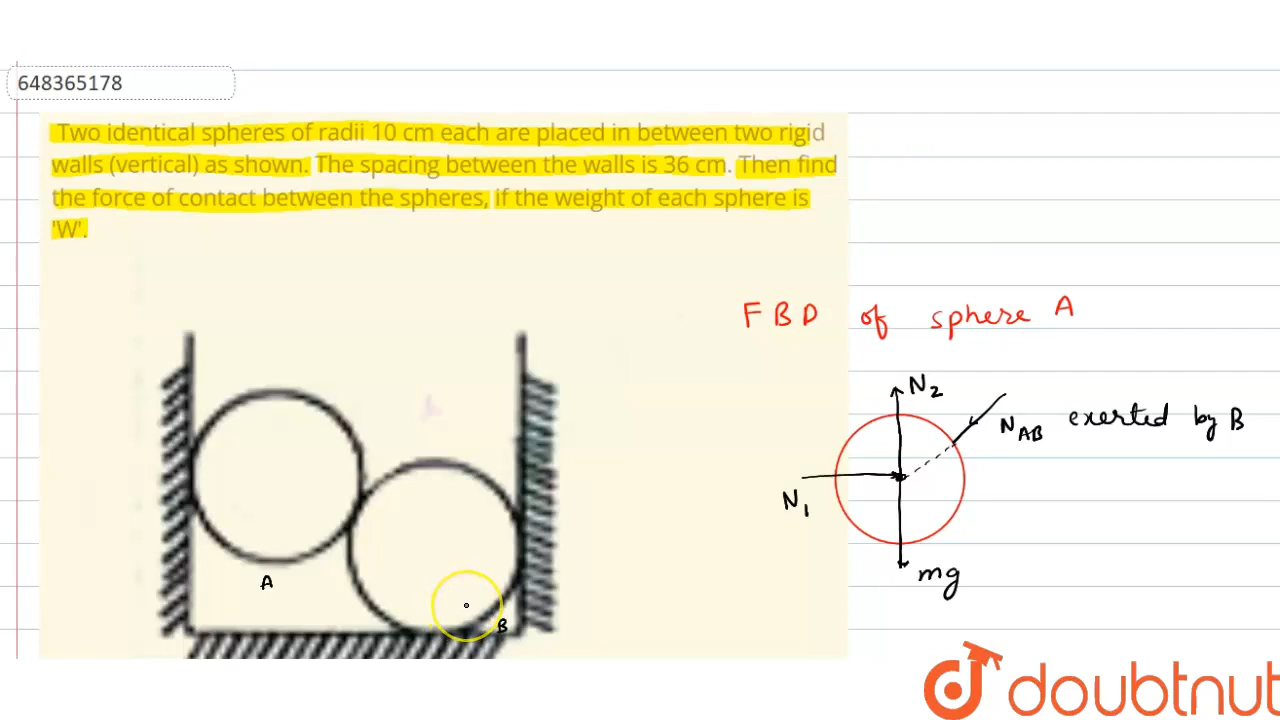 648365178
Two identical spheres of radii 10 cm each are placed in between two rigid
walls (vertical) as shown. The spacing between the walls is 36 cm. Then find
the force of contact between the spheres, if the weight of each sphere is
'W'.
FBD of sphere A
N2
NAB exerted by B
N1
mg
A
B
doubtnut